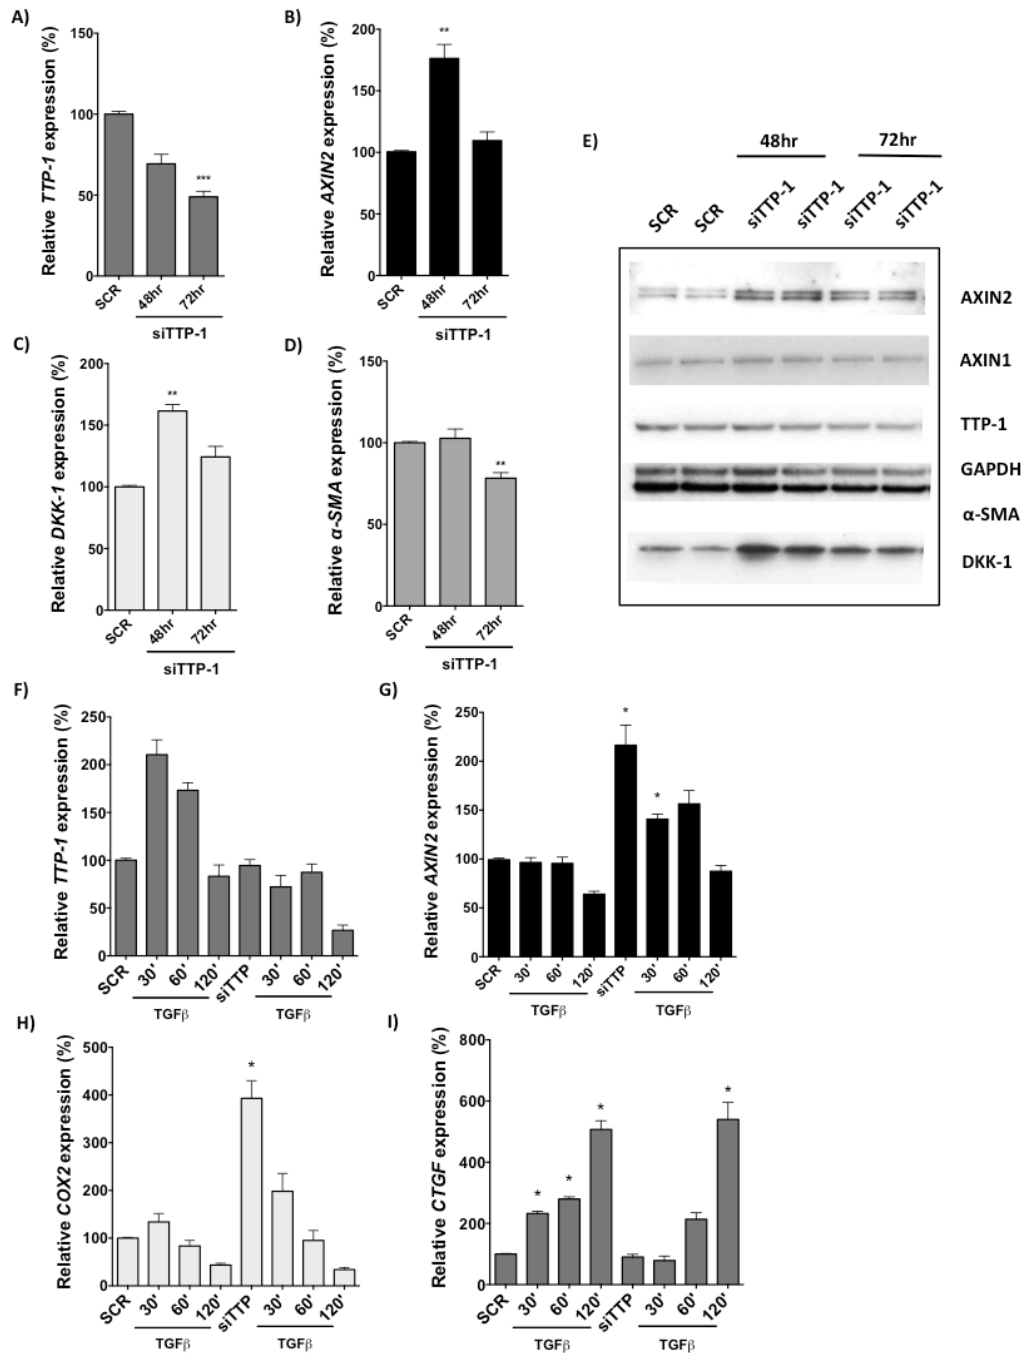 A)
Relative TTP-1 expression (%)
150
100
50
0
***
SCR
48hr
72hr
siTTP-1
B)
Relative AXIN2 expression (%)
200
150
100
50
0
**
SCR
48hr
72hr
siTTP-1
C)
Relative DKK-1 expression (%)
200
150
100
50
0
**
SCR
48hr
72hr
siTTP-1
D)
Relative α-SMA expression (%)
150
100
50
0
**
SCR
48hr
72hr
siTTP-1
E)
48hr
72hr
SCR
SCR
siTTP-1
siTTP-1
siTTP-1
siTTP-1
AXIN2
AXIN1
TTP-1
GAPDH
α-SMA
DKK-1
F)
Relative TTP-1 expression (%)
250
200
150
100
50
0
SCR
30'
60'
120'
siTTP
30'
60'
120'
TGFβ
TGFβ
G)
Relative AXIN2 expression (%)
250
200
150
100
50
0
*
*
SCR
30'
60'
120'
siTTP
30'
60'
120'
TGFβ
TGFβ
H)
Relative COX2 expression (%)
500
400
300
200
100
0
*
SCR
30'
60'
120'
siTTP
30'
60'
120'
TGFβ
TGFβ
I)
Relative CTGF expression (%)
800
600
400
200
0
*
*
*
*
SCR
30'
60'
120'
siTTP
30'
60'
120'
TGFβ
TGFβ